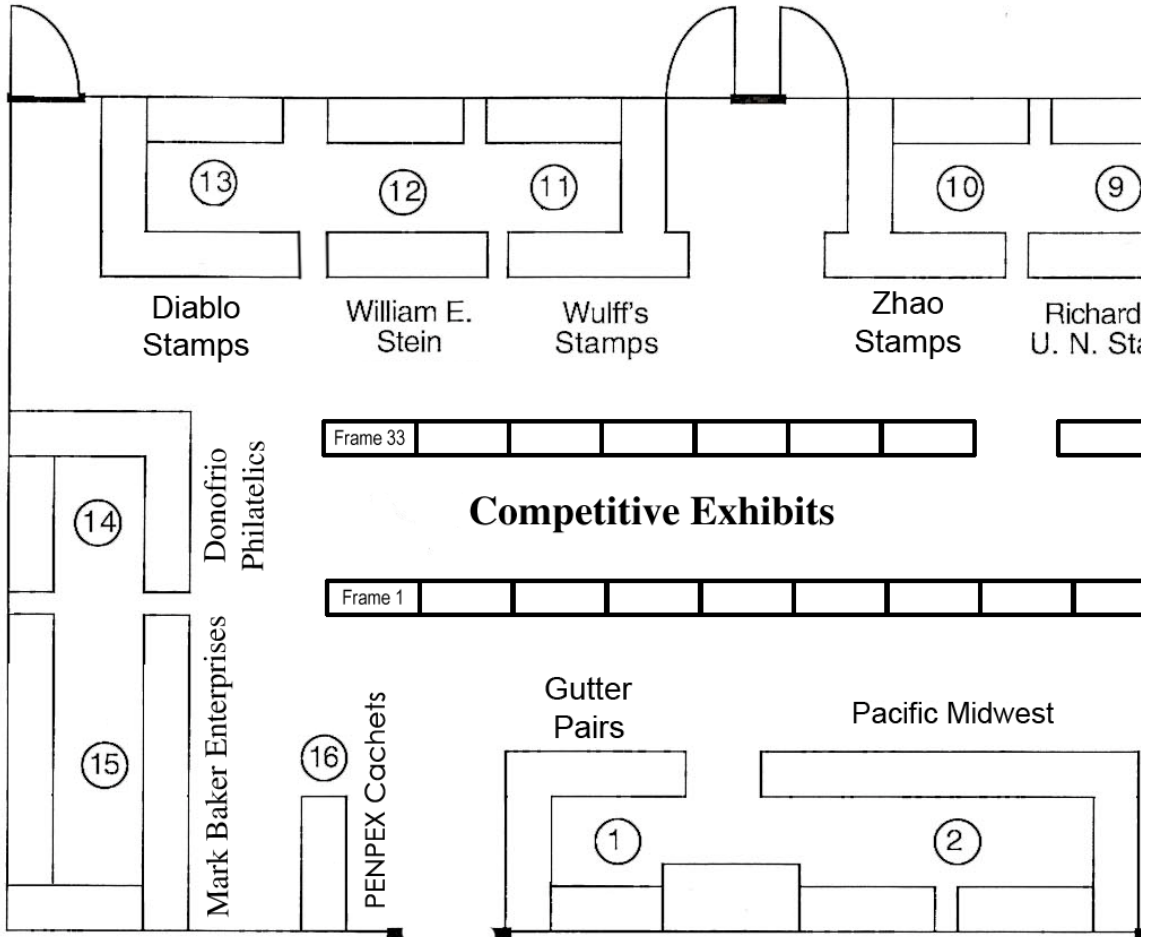 13
12
11
10
9
Diablo
Stamps
William E.
Stein
Wulff's
Stamps
Zhao
Stamps
Richard
U. N. Sta
Frame 33
Donofrio
Philatelics
14
Competitive Exhibits
Frame 1
Mark Baker Enterprises
15
16
PENPEX Cachets
Gutter
Pairs
Pacific Midwest
1
2